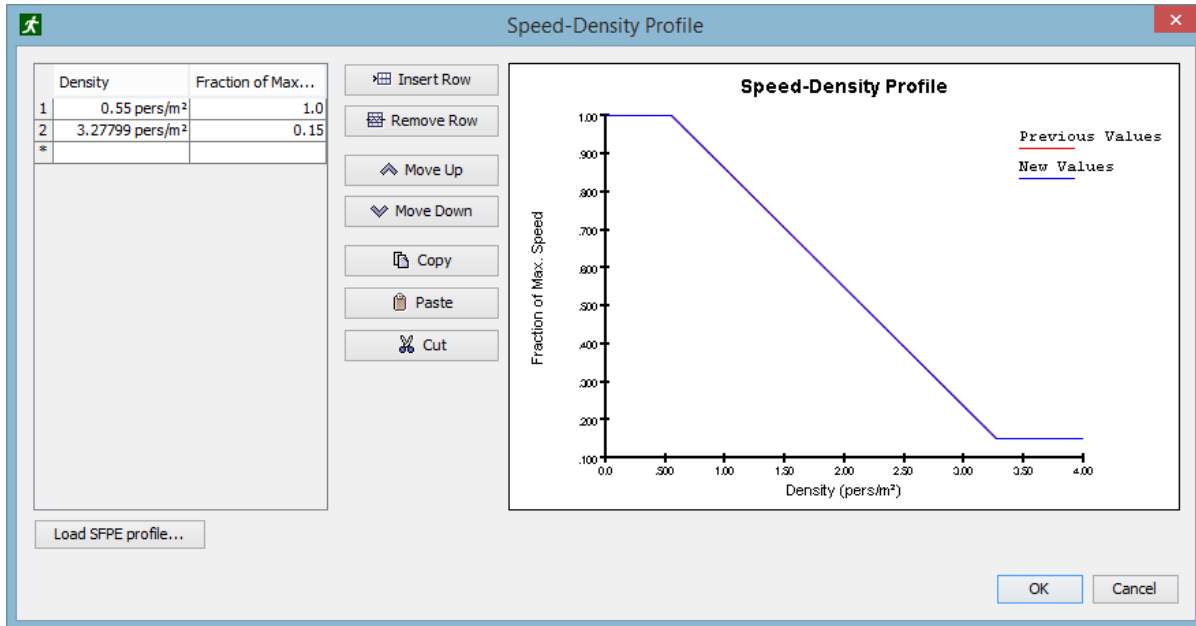 Speed-Density Profile
Density Fraction of Max...
1 0.55 pers/m² 1.0
2 3.27799 pers/m² 0.15
*
Insert Row
Remove Row
Move Up
Move Down
Copy
Paste
Cut
Speed-Density Profile
Previous Values
New Values
Fraction of Max. Speed
1.00
.900
.800
.700
.600
.500
.400
.300
.200
.100
0.0 .500 1.00 1.50 2.00 2.50 3.00 3.50 4.00
Density (pers/m²)
Load SFPE profile...
OK Cancel